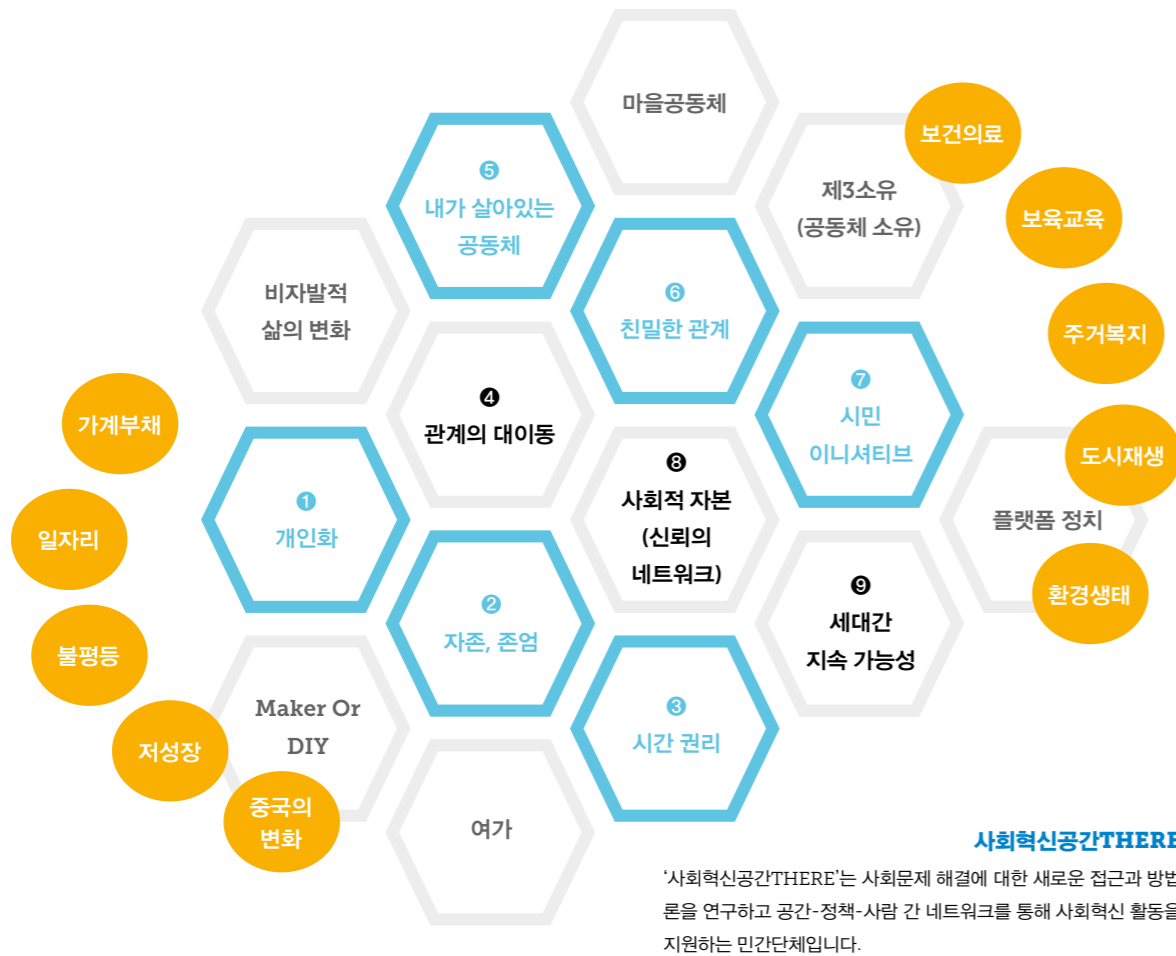 마을공동체
보건의료
❺
내가 살아있는
공동체
제3소유
(공동체 소유)
보육교육
비자발적
삶의 변화
❻
친밀한 관계
주거복지
가계부채
❹
관계의 대이동
❼
시민
이니셔티브
도시재생
❶
개인화
❽
사회적 자본
(신뢰의
네트워크)
플랫폼 정치
일자리
환경생태
❷
자존, 존엄
❾
세대간
지속 가능성
불평등
Maker Or
DIY
❸
시간 권리
저성장
중국의
변화
여가
사회혁신공간THERE
‘사회혁신공간THERE’는 사회문제 해결에 대한 새로운 접근과 방법
론을 연구하고 공간-정책-사람 간 네트워크를 통해 사회혁신 활동을
지원하는 민간단체입니다.